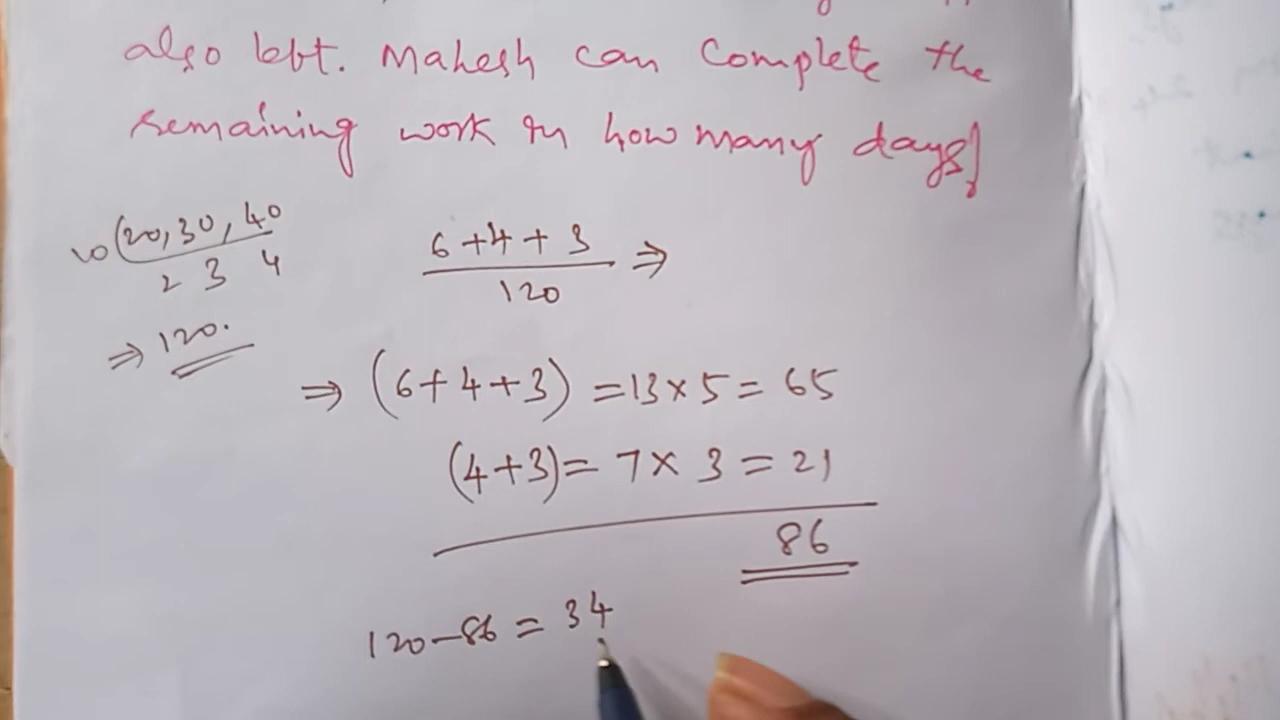 also left. Mahesh can Complete the
remaining work in how many days]
10(20,30,40
2 3 4
⇒ 120.
6+4+3 ⇒
120
⇒ (6+4+3) =13×5= 65
(4+3)= 7× 3 = 21
86
120-86 = 34